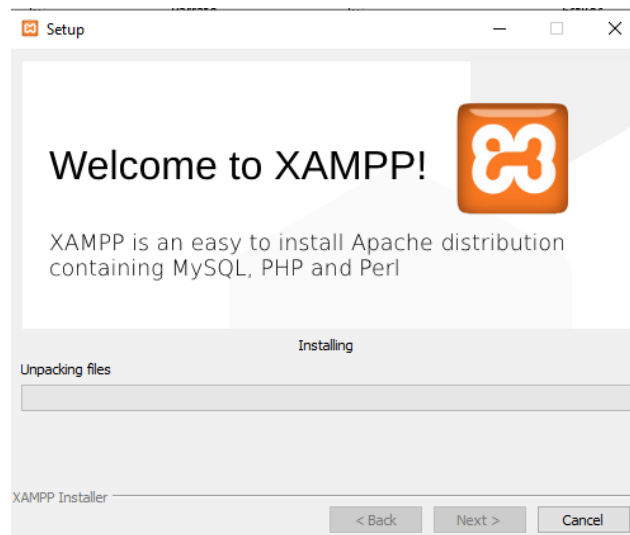 Setup
Welcome to XAMPP!
XAMPP is an easy to install Apache distribution
containing MySQL, PHP and Perl
Installing
Unpacking files
XAMPP Installer
< Back
Next >
Cancel